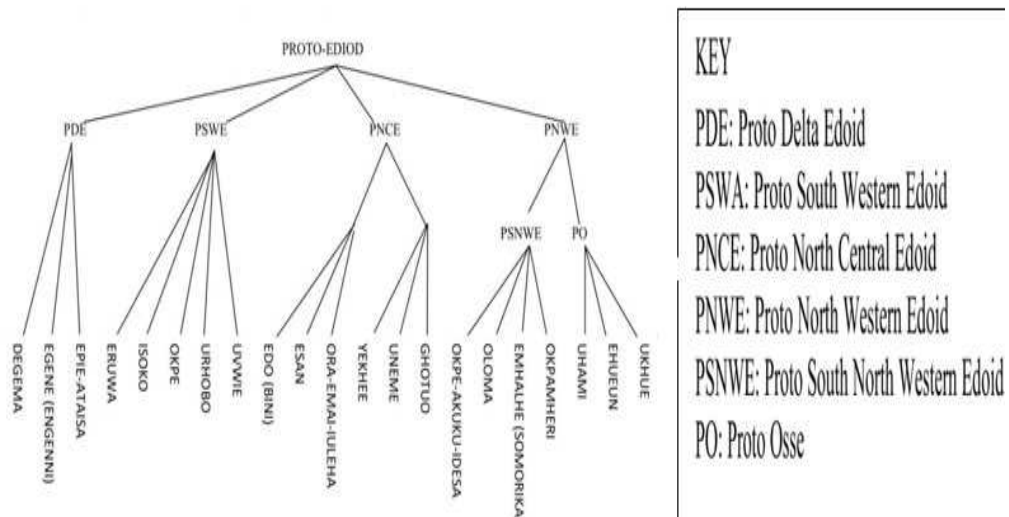 PROTO-EDIOD
PDE PSWE PNCE PNWE
PSNWE PO
DEGEMA
EGENE (ENGENNI)
EPIE-ATAISA
ERUWA
ISOKO
OKPE
URHOBO
UVWIE
EDO (BINI)
ESAN
ORA-EMAI-IULEHA
YEKHEE
UNEME
GHOTUO
OKPE-AKUKU-IDESA
OLOMA
EMHALHE (SOMORIKA
OKPAMHERI
UHAMI
EHUEUN
UKHUE
KEY
PDE: Proto Delta Edoid
PSWA: Proto South Western Edoid
PNCE: Proto North Central Edoid
PNWE: Proto North Western Edoid
PSNWE: Proto South North Western Edoid
PO: Proto Osse